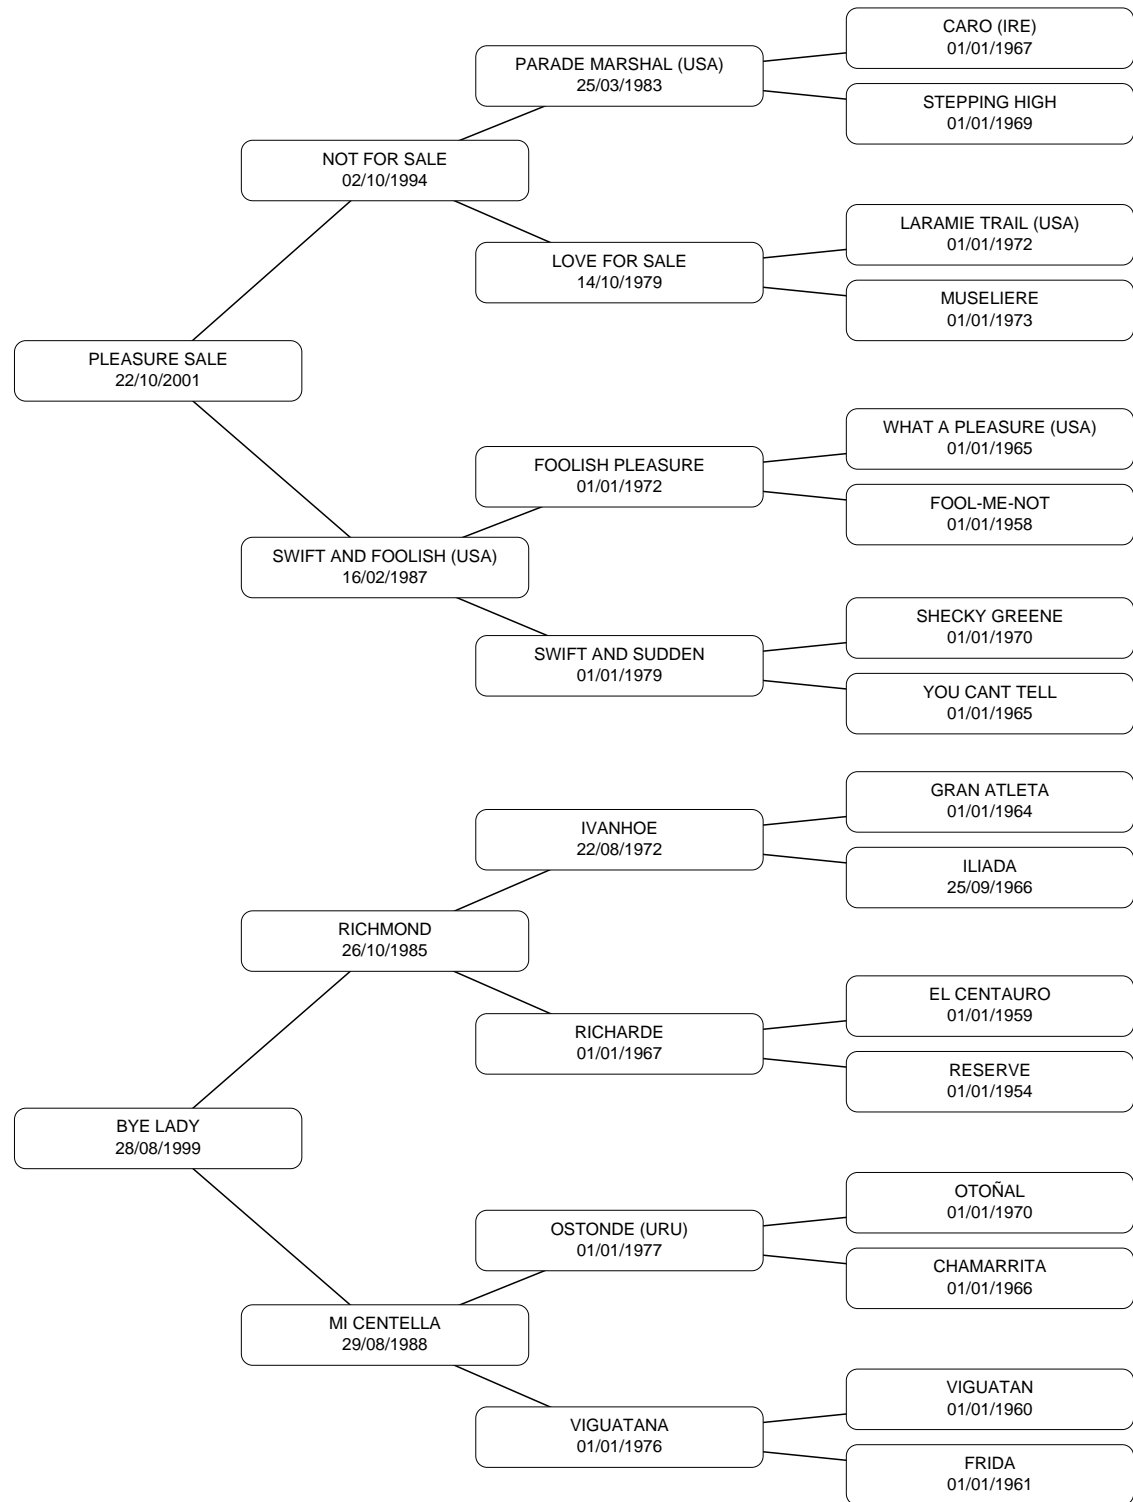 CARO (IRE)
01/01/1967
PARADE MARSHAL (USA)
25/03/1983
STEPPING HIGH
01/01/1969
NOT FOR SALE
02/10/1994
LARAMIE TRAIL (USA)
01/01/1972
LOVE FOR SALE
14/10/1979
MUSELIERE
01/01/1973
PLEASURE SALE
22/10/2001
WHAT A PLEASURE (USA)
01/01/1965
FOOLISH PLEASURE
01/01/1972
FOOL-ME-NOT
01/01/1958
SWIFT AND FOOLISH (USA)
16/02/1987
SHECKY GREENE
01/01/1970
SWIFT AND SUDDEN
01/01/1979
YOU CANT TELL
01/01/1965
GRAN ATLETA
01/01/1964
IVANHOE
22/08/1972
ILIADA
25/09/1966
RICHMOND
26/10/1985
EL CENTAURO
01/01/1959
RICHARDE
01/01/1967
RESERVE
01/01/1954
BYE LADY
28/08/1999
OTOÑAL
01/01/1970
OSTONDE (URU)
01/01/1977
CHAMARRITA
01/01/1966
MI CENTELLA
29/08/1988
VIGUATAN
01/01/1960
VIGUATANA
01/01/1976
FRIDA
01/01/1961